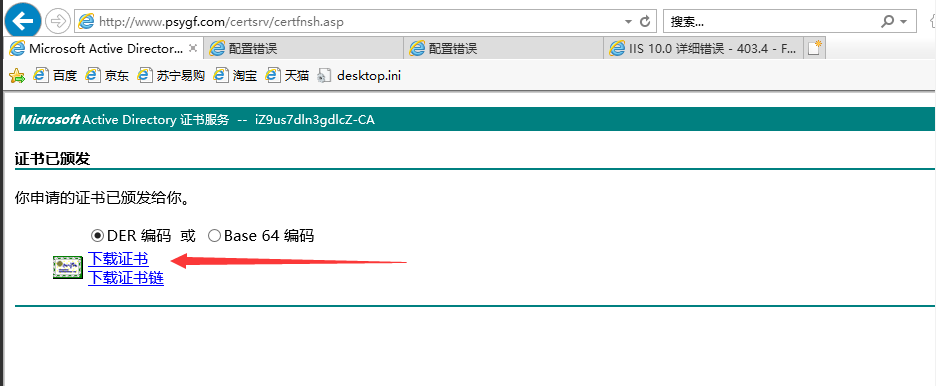 http://www.psygf.com/certsrv/certfnsh.asp
搜索...
Microsoft Active Director...
配置错误
配置错误
IIS 10.0 详细错误 - 403.4 - F...
百度
京东
苏宁易购
淘宝
天猫
desktop.ini
Microsoft Active Directory 证书服务 -- iZ9us7dln3gdlcZ-CA
证书已颁发
你申请的证书已颁发给你。
DER 编码 或 Base 64 编码
下载证书
下载证书链